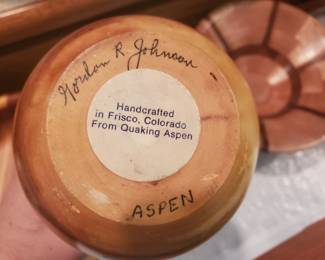 Gordon R. Johnson
Handcrafted
in Frisco, Colorado
From Quaking Aspen
ASPEN